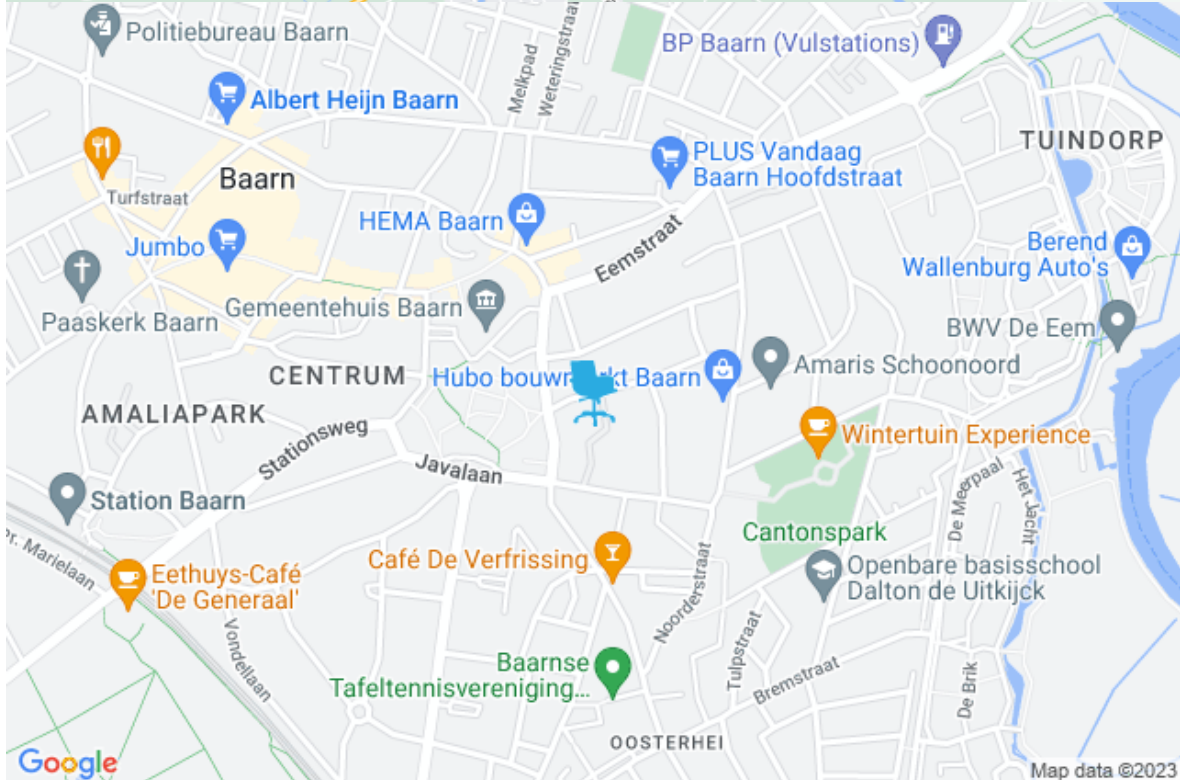 Politiebureau Baarn
BP Baarn (Vulstations)
Melkpad
Weteringstraat
Albert Heijn Baarn
TUINDORP
PLUS Vandaag
Baarn Hoofdstraat
Baarn
Turfstraat
HEMA Baarn
Eemstraat
Jumbo
Berend
Wallenburg Auto's
Gemeentehuis Baarn
Paaskerk Baarn
BWV De Eem
CENTRUM
Amaris Schoonoord
AMALIAPARK
Stationsweg
Wintertuin Experience
Javalaan
De Meerpaal
Het Jacht
Station Baarn
Cantonspark
Marielaan
Café De Verfrissing
Eethuys-Café
'De Generaal'
Openbare basisschool
Dalton de Uitkijck
Noorderstraat
Vondellaan
Tulpstraat
Baarnse
Tafeltennisvereniging...
Bremstraat
De Brik
OOSTERHEI
Google
Map data ©2023